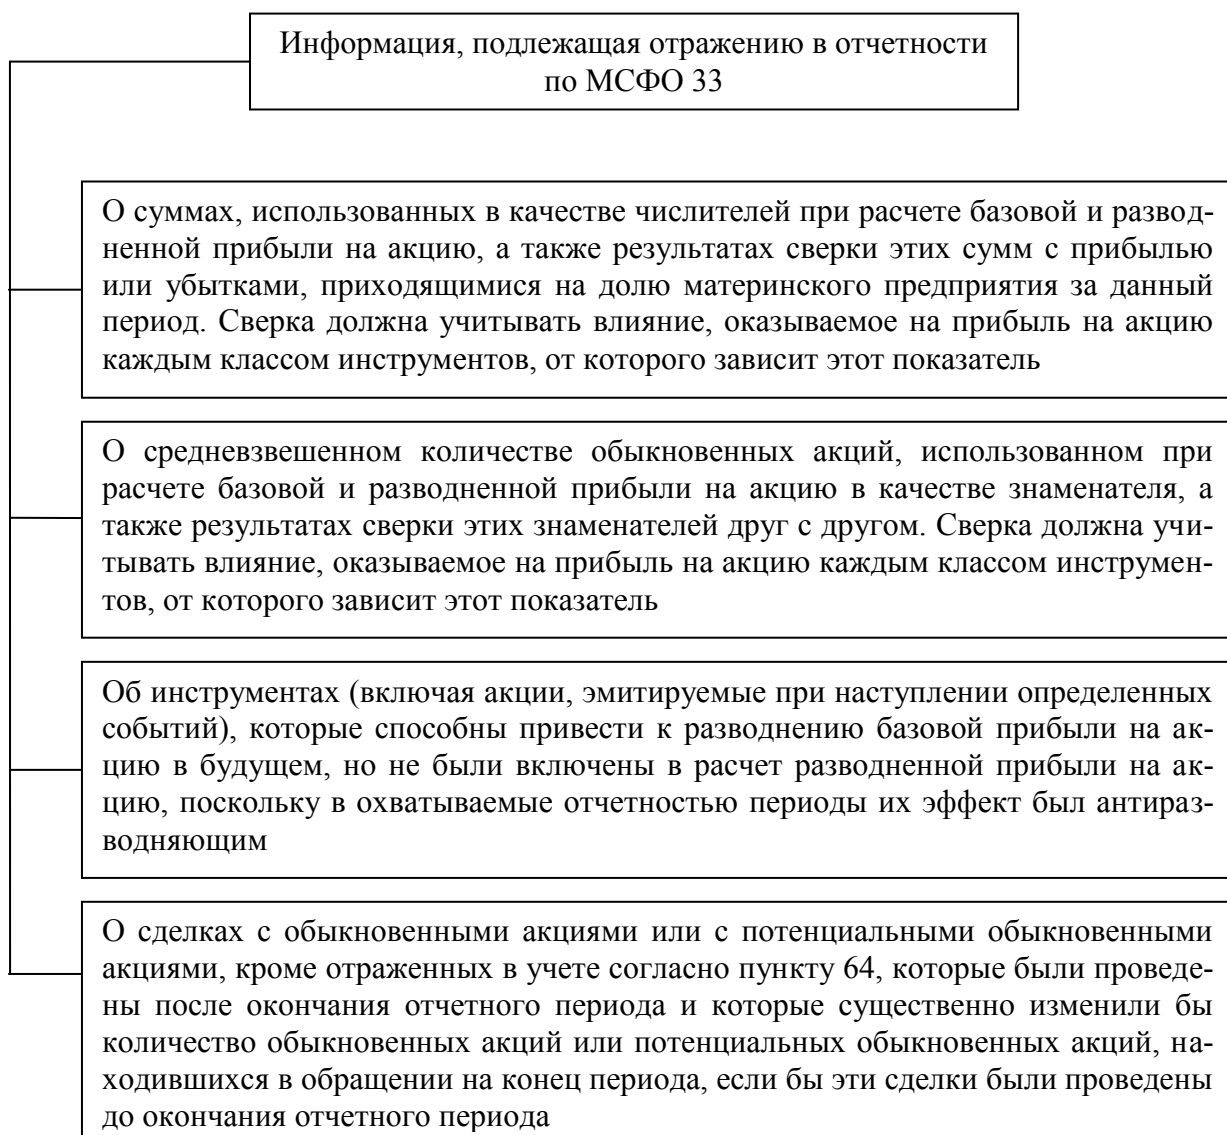 Информация, подлежащая отражению в отчетности
по МСФО 33
О суммах, использованных в качестве числителей при расчете базовой и развод-
ненной прибыли на акцию, а также результатах сверки этих сумм с прибылью
или убытками, приходящимися на долю материнского предприятия за данный
период. Сверка должна учитывать влияние, оказываемое на прибыль на акцию
каждым классом инструментов, от которого зависит этот показатель
О средневзвешенном количестве обыкновенных акций, использованном при
расчете базовой и разводненной прибыли на акцию в качестве знаменателя, а
также результатах сверки этих знаменателей друг с другом. Сверка должна учи-
тывать влияние, оказываемое на прибыль на акцию каждым классом инструмен-
тов, от которого зависит этот показатель
Об инструментах (включая акции, эмитируемые при наступлении определенных
событий), которые способны привести к разводнению базовой прибыли на ак-
цию в будущем, но не были включены в расчет разводненной прибыли на ак-
цию, поскольку в охватываемые отчетностью периоды их эффект был антираз-
водняющим
О сделках с обыкновенными акциями или с потенциальными обыкновенными
акциями, кроме отраженных в учете согласно пункту 64, которые были проведе-
ны после окончания отчетного периода и которые существенно изменили бы
количество обыкновенных акций или потенциальных обыкновенных акций, на-
ходившихся в обращении на конец периода, если бы эти сделки были проведены
до окончания отчетного периода